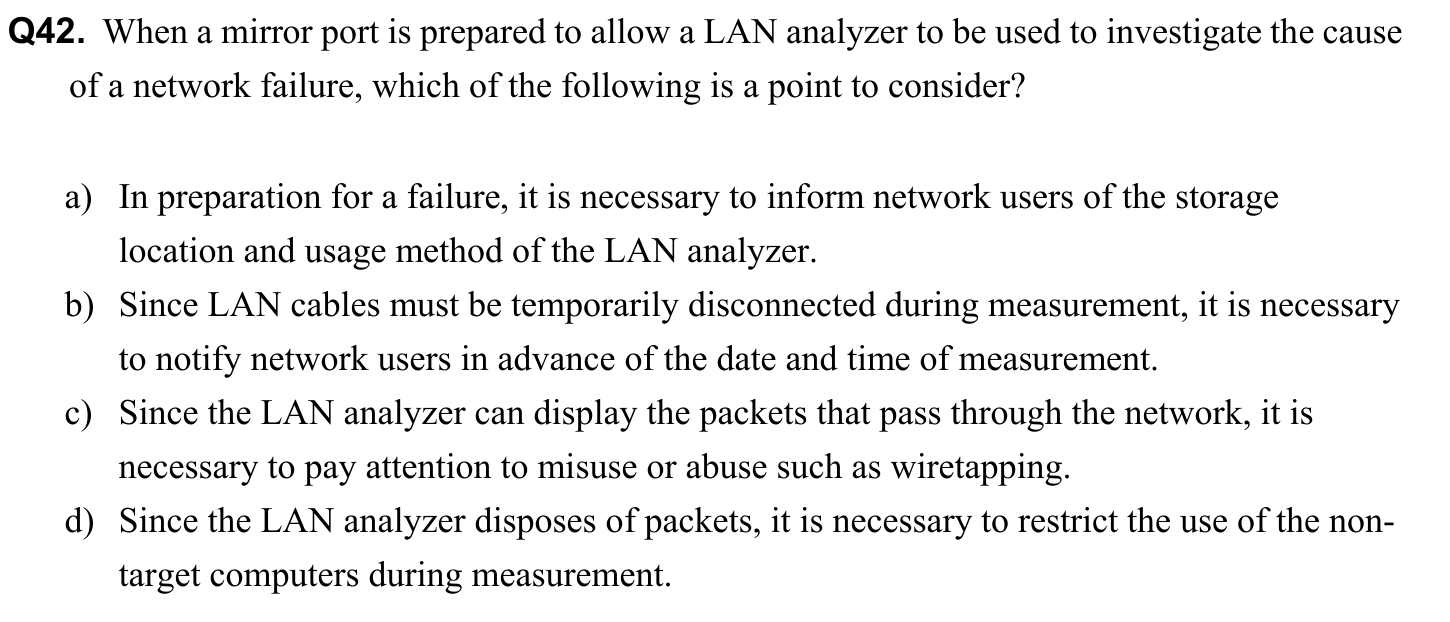 Q42. When a mirror port is prepared to allow a LAN analyzer to be used to investigate the cause
of a network failure, which of the following is a point to consider?
a) In preparation for a failure, it is necessary to inform network users of the storage
location and usage method of the LAN analyzer.
b) Since LAN cables must be temporarily disconnected during measurement, it is necessary
to notify network users in advance of the date and time of measurement.
c) Since the LAN analyzer can display the packets that pass through the network, it is
necessary to pay attention to misuse or abuse such as wiretapping.
d) Since the LAN analyzer disposes of packets, it is necessary to restrict the use of the non-
target computers during measurement.